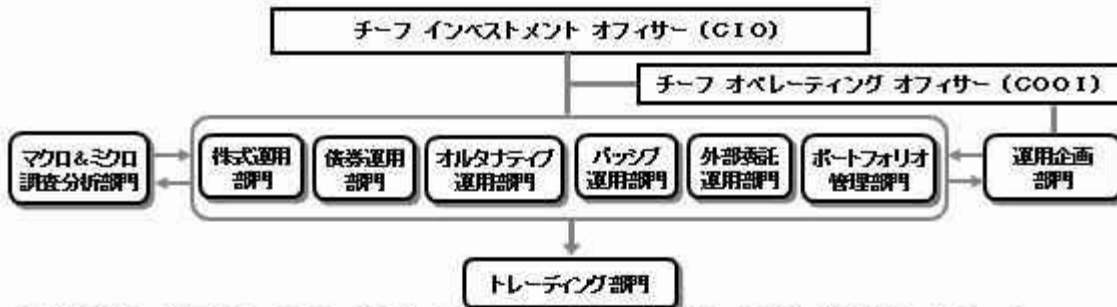 チーフ インベストメント オフィサー（CIO）
チーフ オペレーティング オフィサー（COOI）
マクロ&ミクロ
調査分析部門
株式運用
部門
債券運用
部門
オルタナティブ
運用部門
パッシブ
運用部門
外部委託
運用部門
ポートフォリオ
管理部門
運用企画
部門
トレーディング部門